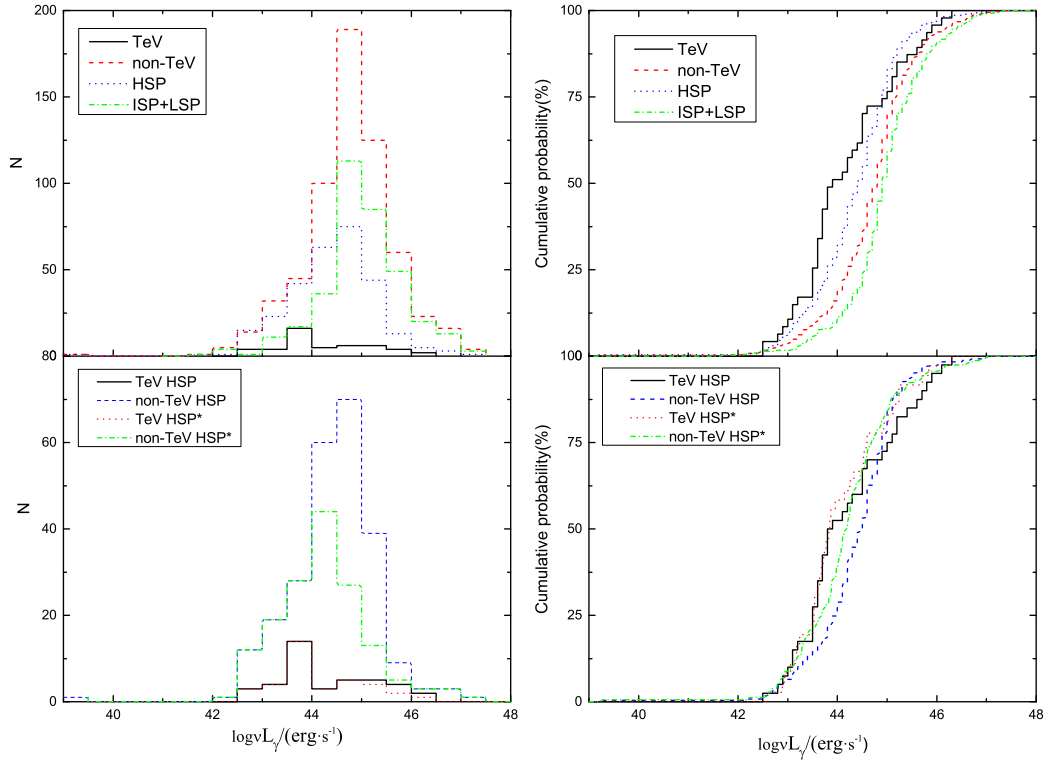 200
150
100
50
0
N
TeV
non-TeV
HSP
ISP+LSP
100
75
50
25
0
Cumulative probability(%)
TeV
non-TeV
HSP
ISP+LSP
80
60
40
20
0
N
TeV HSP
non-TeV HSP
TeV HSP*
non-TeV HSP*
40 42 44 46 48
logνLγ/(erg·s⁻¹)
100
75
50
25
0
Cumulative probability(%)
TeV HSP
non-TeV HSP
TeV HSP*
non-TeV HSP*
40 42 44 46 48
logνLγ/(erg·s⁻¹)